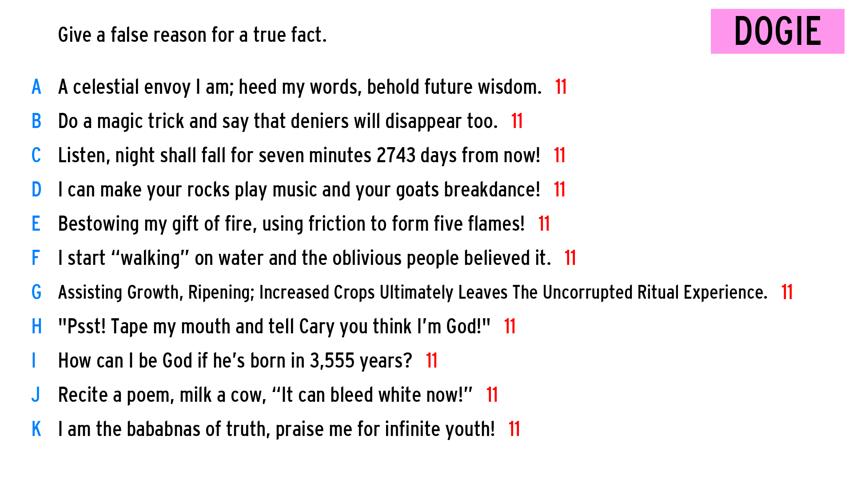 Give a false reason for a true fact.
DOGIE
A A celestial envoy I am; heed my words, behold future wisdom. 11
B Do a magic trick and say that deniers will disappear too. 11
C Listen, night shall fall for seven minutes 2743 days from now! 11
D I can make your rocks play music and your goats breakdance! 11
E Bestowing my gift of fire, using friction to form five flames! 11
F I start “walking” on water and the oblivious people believed it. 11
G Assisting Growth, Ripening; Increased Crops Ultimately Leaves The Uncorrupted Ritual Experience. 11
H "Psst! Tape my mouth and tell Cary you think I’m God!" 11
I How can I be God if he’s born in 3,555 years? 11
J Recite a poem, milk a cow, “It can bleed white now!” 11
K I am the bababnas of truth, praise me for infinite youth! 11